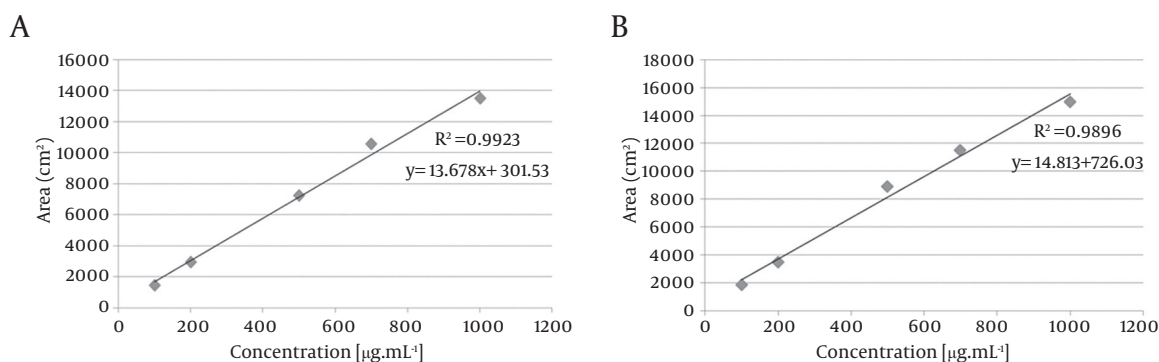 A
16000
14000
12000
10000
8000
6000
4000
2000
0
0 200 400 600 800 1000 1200
Area (cm²)
Concentration [µg.mL⁻¹]
R² =0.9923
y= 13.678x+ 301.53
B
18000
16000
14000
12000
10000
8000
6000
4000
2000
0
0 200 400 600 800 1000 1200
Area (cm²)
Concentration [µg.mL⁻¹]
R² =0.9896
y= 14.813+726.03